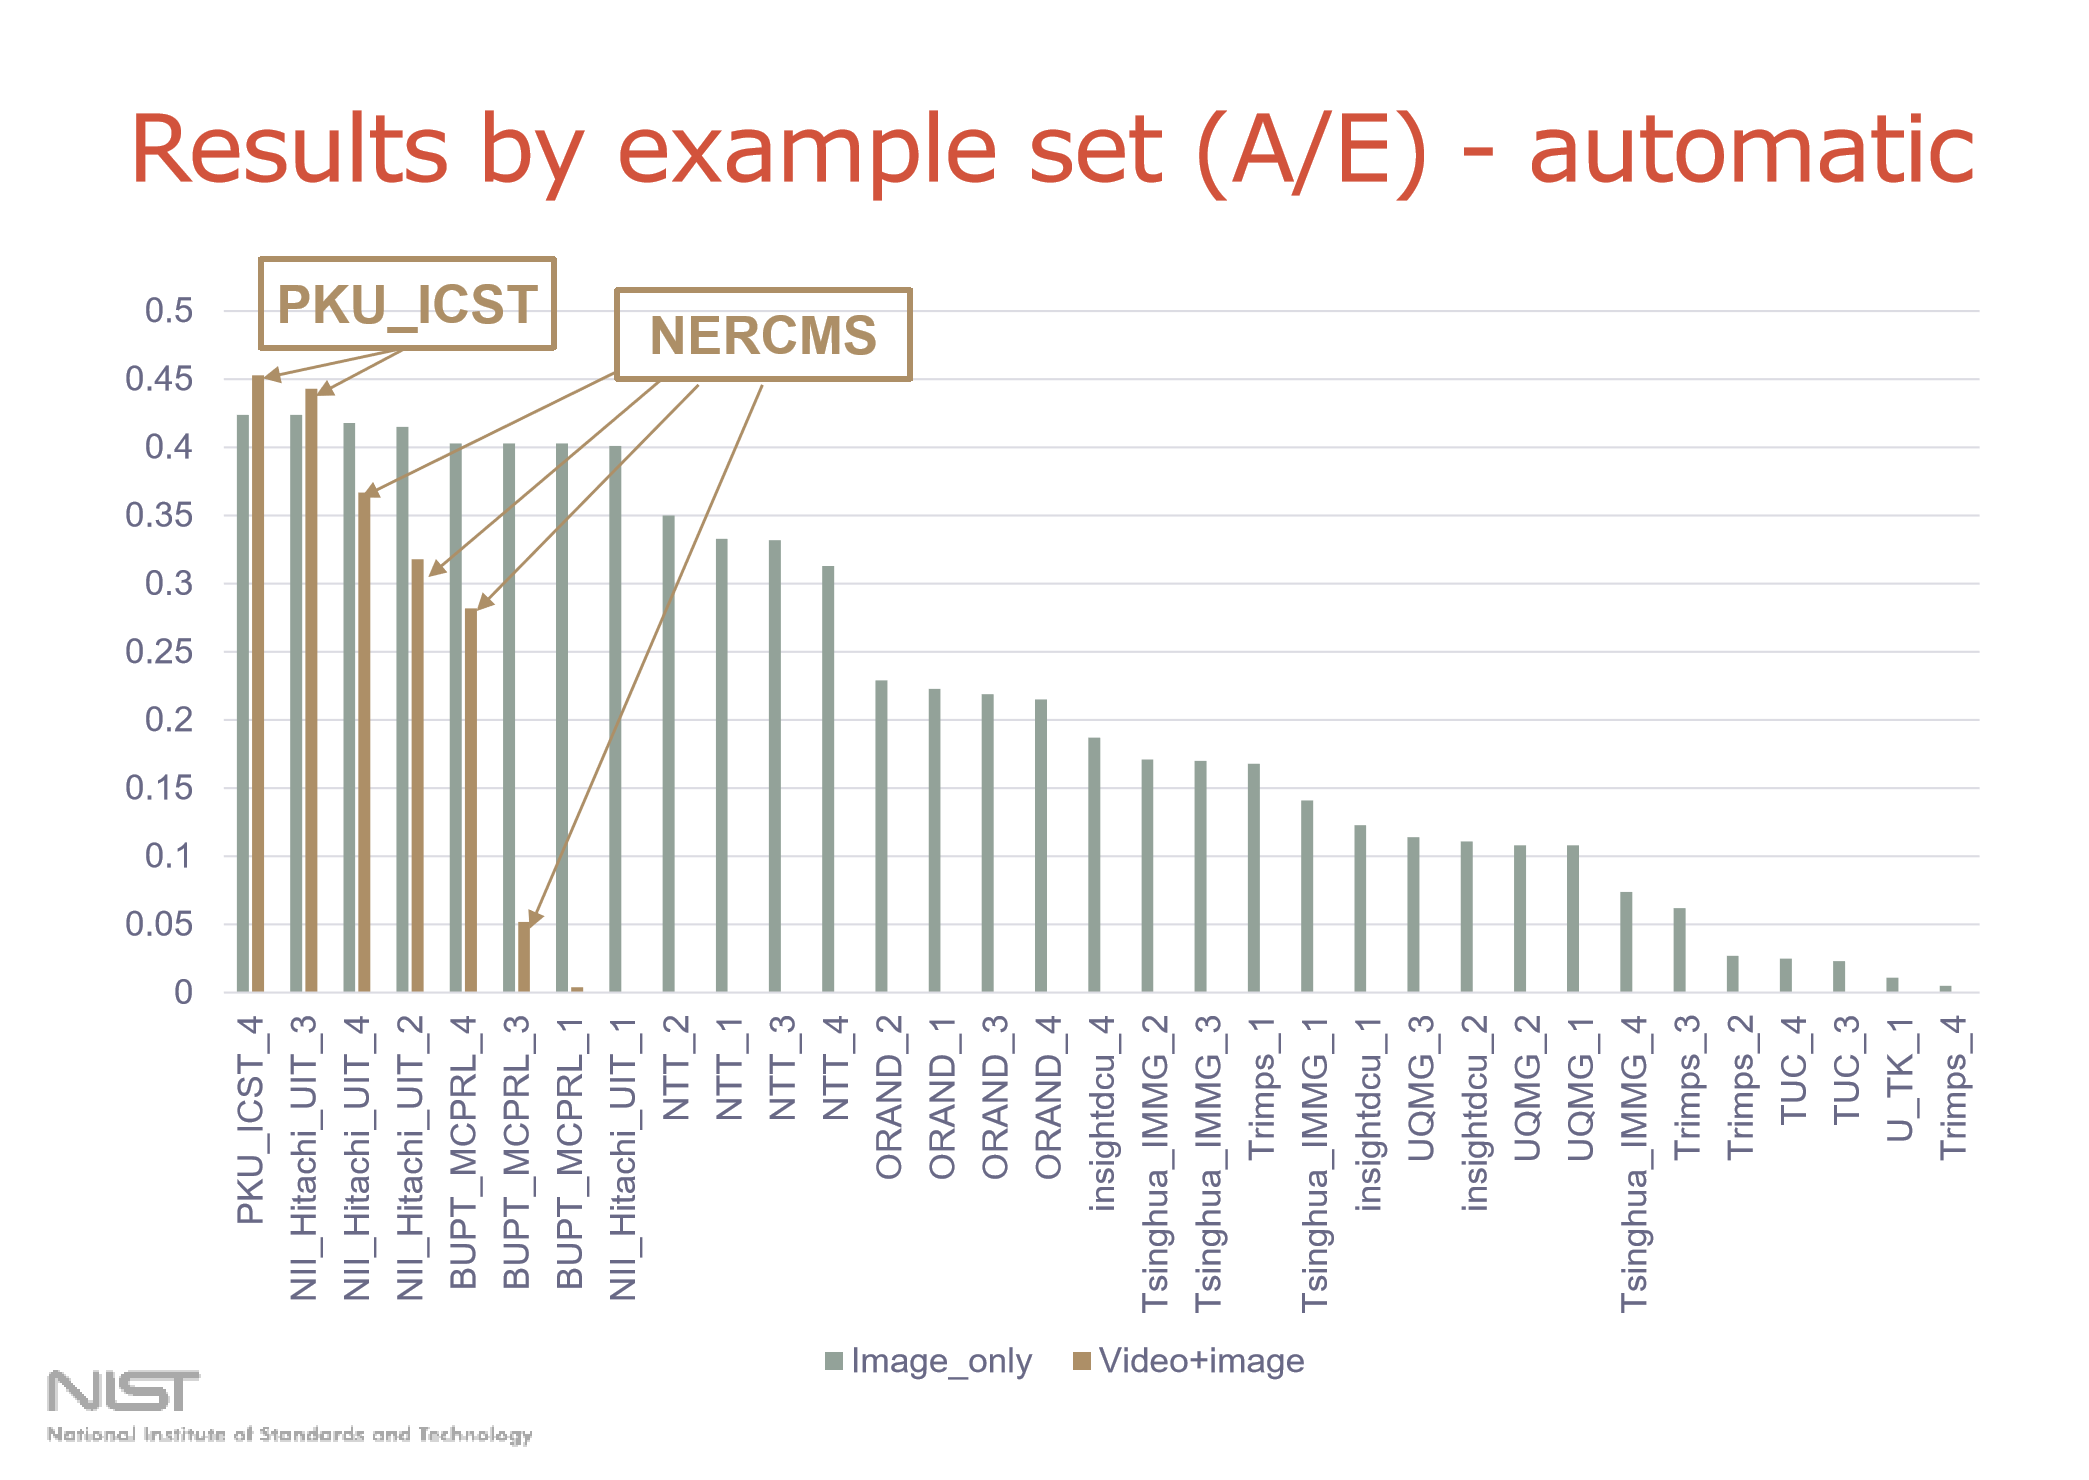 Results by example set (A/E) - automatic
PKU_ICST
NERCMS
0.5
0.45
0.4
0.35
0.3
0.25
0.2
0.15
0.1
0.05
0
PKU_ICST_4
NII_Hitachi_UIT_3
NII_Hitachi_UIT_4
NII_Hitachi_UIT_2
BUPT_MCPRL_4
BUPT_MCPRL_3
BUPT_MCPRL_1
NII_Hitachi_UIT_1
NTT_2
NTT_1
NTT_3
NTT_4
ORAND_2
ORAND_1
ORAND_3
ORAND_4
insightdcu_4
Tsinghua_IMMG_2
Tsinghua_IMMG_3
Trimps_1
Tsinghua_IMMG_1
insightdcu_1
UQMG_3
insightdcu_2
UQMG_2
UQMG_1
Tsinghua_IMMG_4
Trimps_3
Trimps_2
TUC_4
TUC_3
U_TK_1
Trimps_4
Image_only
Video+image
NIST
National Institute of Standards and Technology